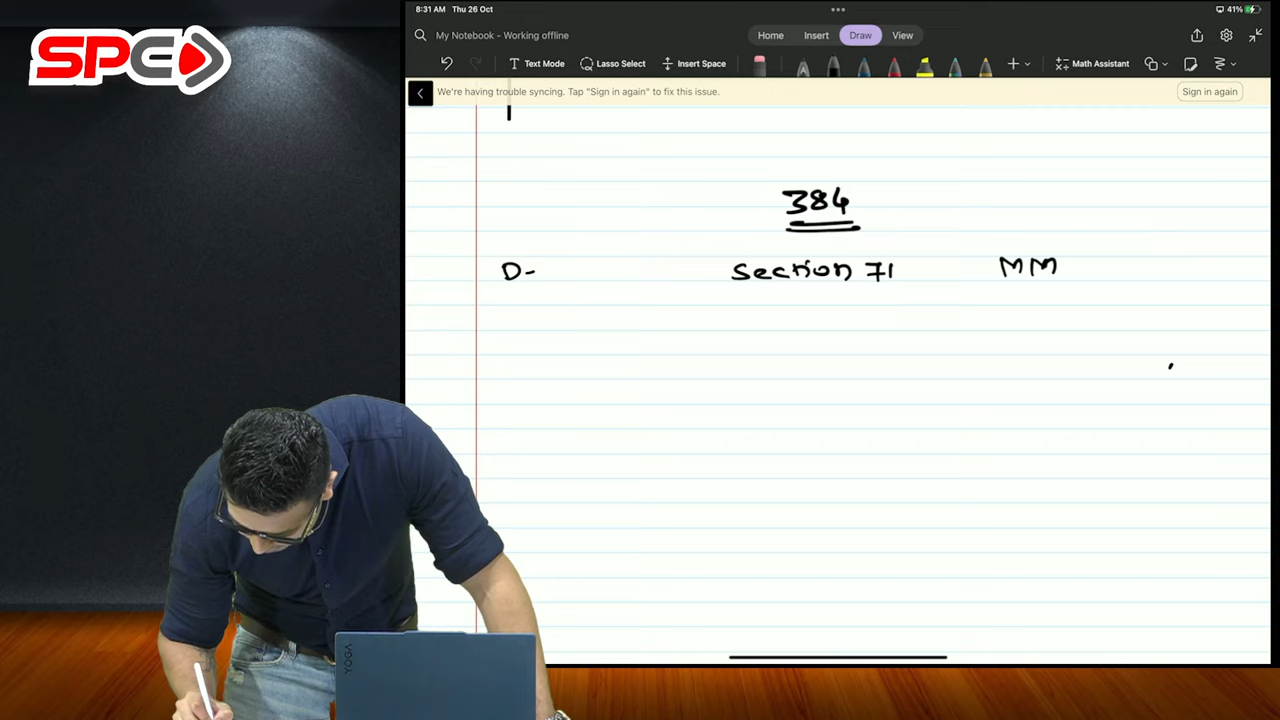 SPED
8:31 AM Thu 26 Oct
41%
My Notebook - Working offline
Home Insert Draw View
Text Mode Lasso Select Insert Space Math Assistant
We're having trouble syncing. Tap "Sign in again" to fix this issue.
Sign in again
384
D- Section 71 MM
YOGA